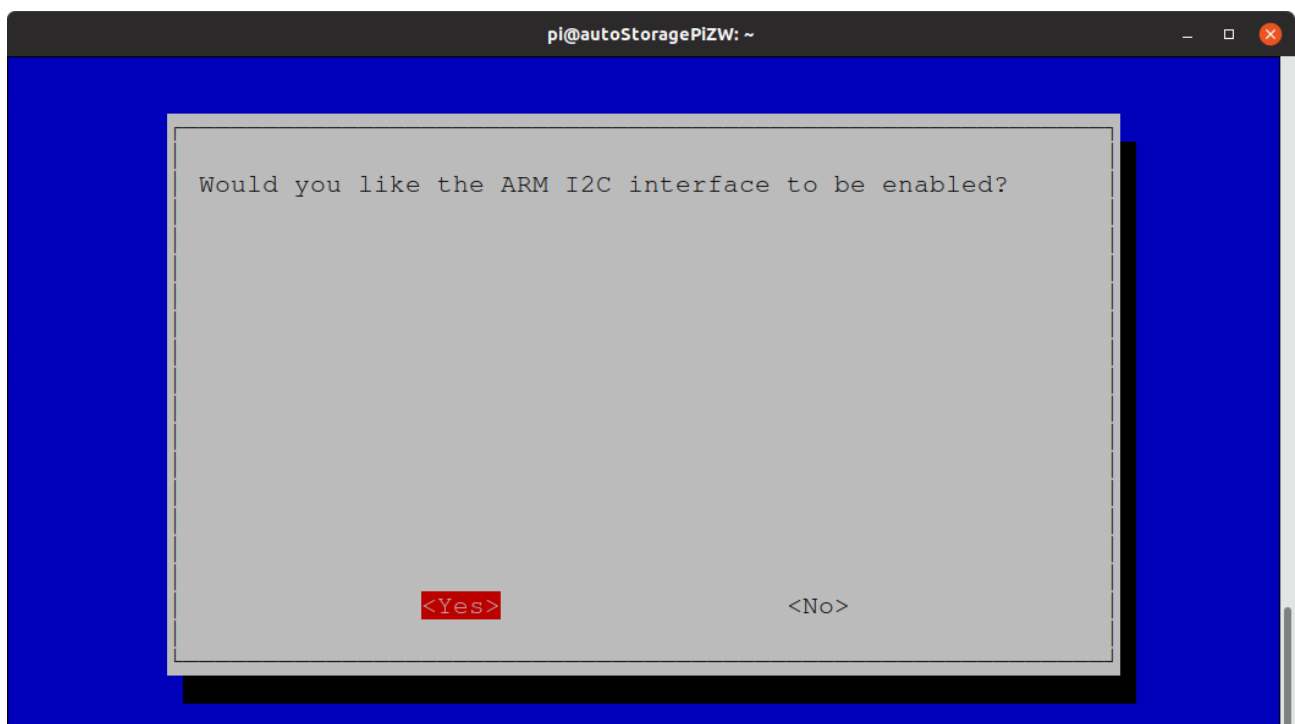 pi@autoStoragePiZW: ~
Would you like the ARM I2C interface to be enabled?
<Yes> <No>